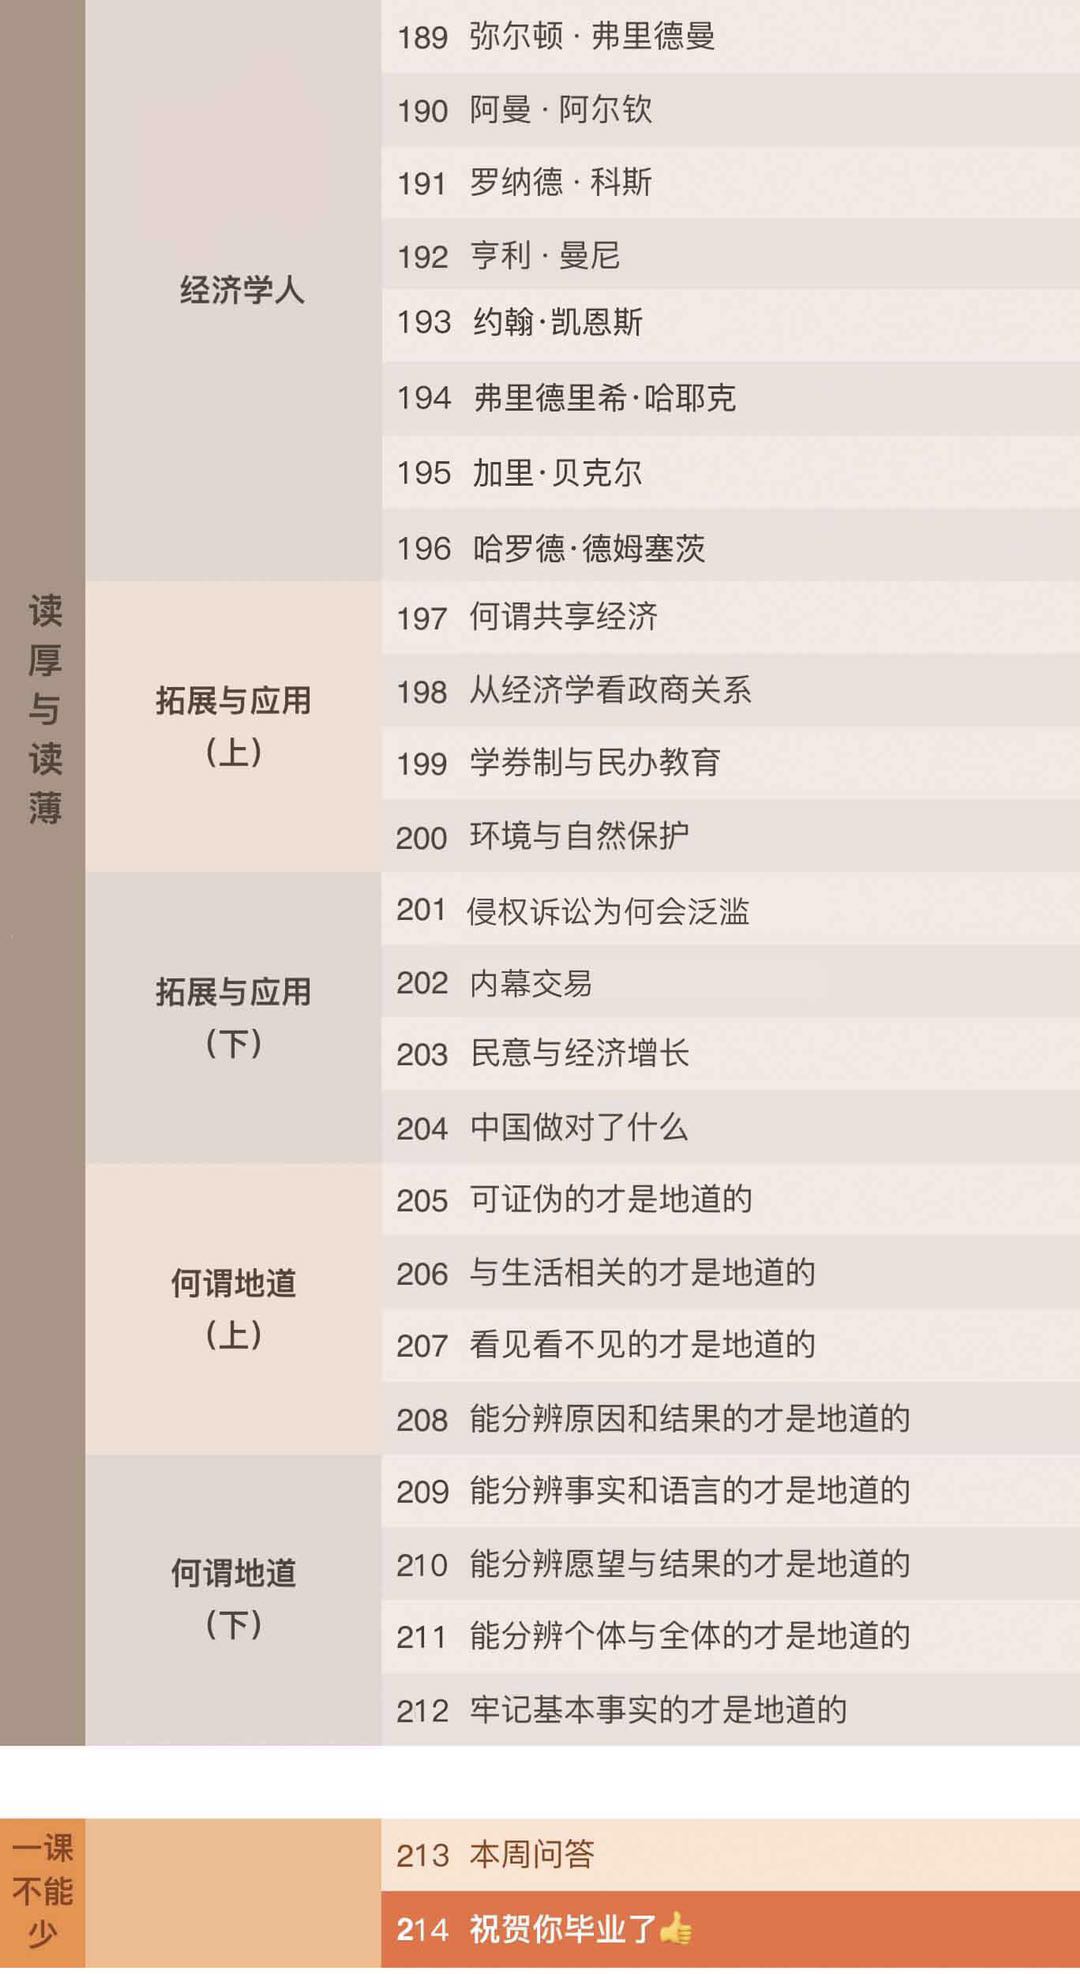 读厚与读薄
经济学人
189 弥尔顿·弗里德曼
190 阿曼·阿尔钦
191 罗纳德·科斯
192 亨利·曼尼
193 约翰·凯恩斯
194 弗里德里希·哈耶克
195 加里·贝克尔
196 哈罗德·德姆塞茨
拓展与应用
（上）
197 何谓共享经济
198 从经济学看政商关系
199 学券制与民办教育
200 环境与自然保护
拓展与应用
（下）
201 侵权诉讼为何会泛滥
202 内幕交易
203 民意与经济增长
204 中国做对了什么
何谓地道
（上）
205 可证伪的才是地道的
206 与生活相关的才是地道的
207 看见看不见的才是地道的
208 能分辨原因和结果的才是地道的
何谓地道
（下）
209 能分辨事实和语言的才是地道的
210 能分辨愿望与结果的才是地道的
211 能分辨个体与全体的才是地道的
212 牢记基本事实的才是地道的
一课
不能
少
213 本周问答
214 祝贺你毕业了👍